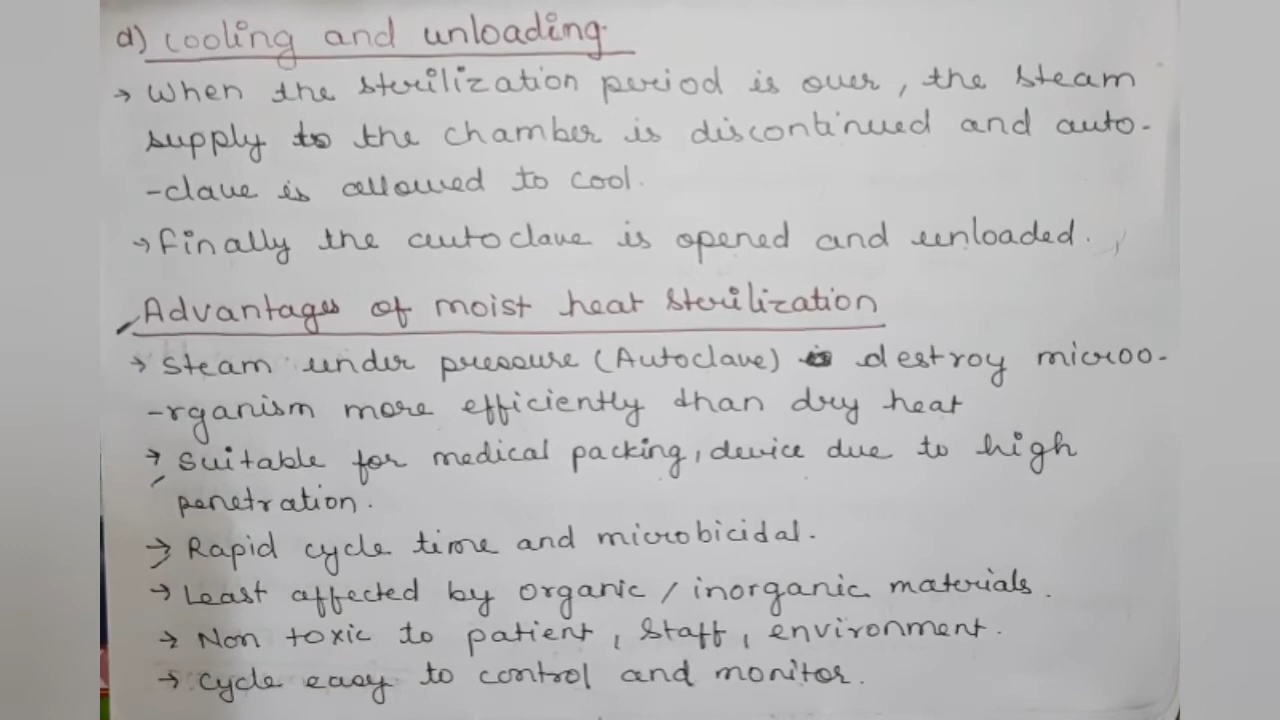 d) cooling and unloading.
→ When the sterilization period is over, the steam
supply to the chamber is discontinued and auto-
-clave is allowed to cool.
→ Finally the autoclave is opened and unloaded.
Advantages of moist heat sterilization
→ Steam under pressure (Autoclave) destroy microo-
-rganism more efficiently than dry heat
→ Suitable for medical packing, device due to high
penetration.
→ Rapid cycle time and microbicidal.
→ Least affected by organic / inorganic materials.
→ Non toxic to patient, staff, environment.
→ Cycle easy to control and monitor.